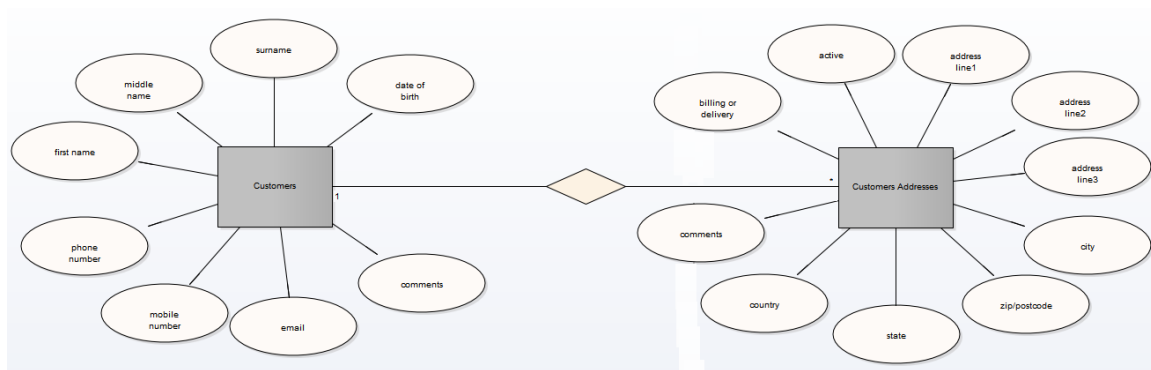 surname
middle
name
date of
birth
first name
Customers
1
phone
number
mobile
number
email
comments
active
address
line1
billing or
delivery
address
line2
address
line3
*
Customers Addresses
comments
city
country
zip/postcode
state